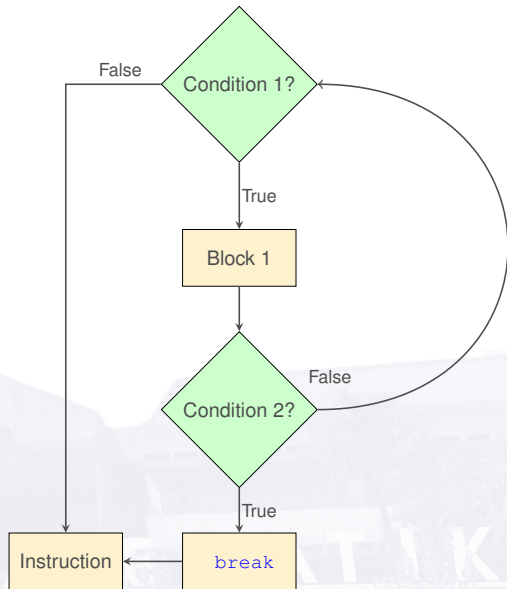 Condition 1?
False
True
Block 1
Condition 2?
False
True
Instruction
break
A T I K